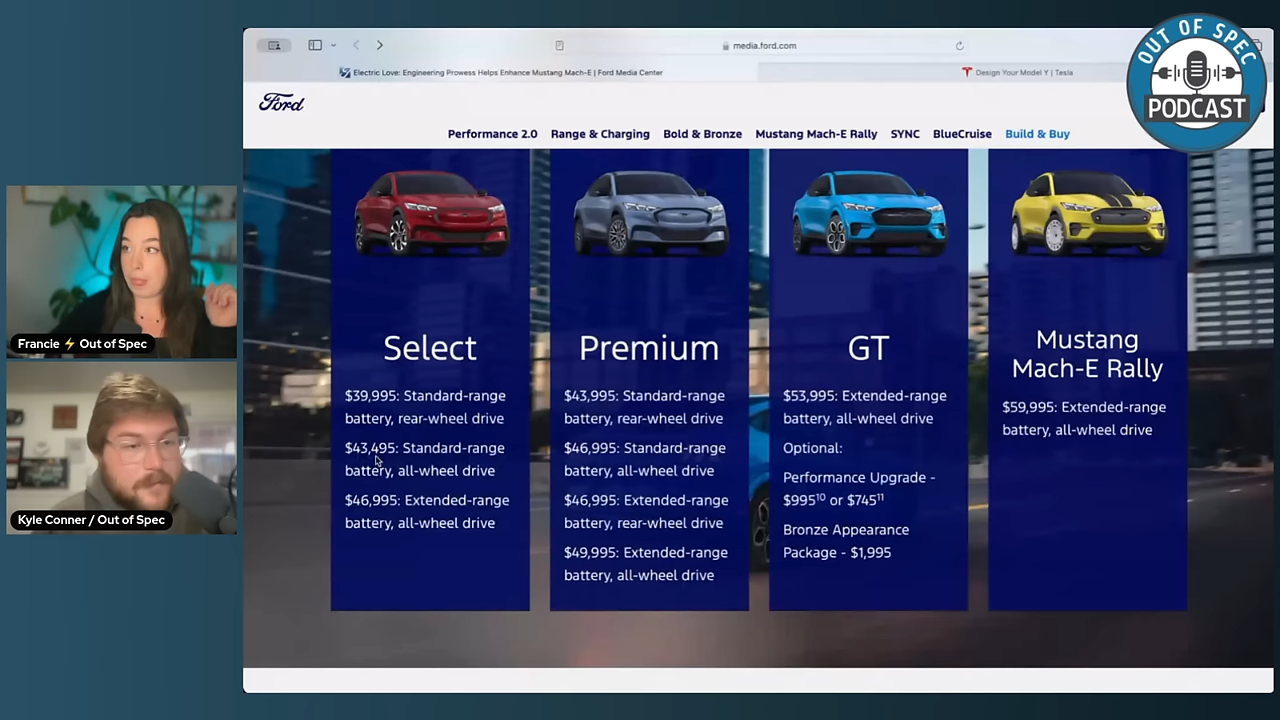 media.ford.com
Electric Love: Engineering Prowess Helps Enhance Mustang Mach-E | Ford Media Center
Design Your Model Y | Tesla
OUT OF SPEC
PODCAST
Ford
Performance 2.0
Range & Charging
Bold & Bronze
Mustang Mach-E Rally
SYNC
BlueCruise
Build & Buy
Francie ⚡ Out of Spec
Kyle Conner / Out of Spec
Select
$39,995: Standard-range
battery, rear-wheel drive
$43,495: Standard-range
battery, all-wheel drive
$46,995: Extended-range
battery, all-wheel drive
Premium
$43,995: Standard-range
battery, rear-wheel drive
$46,995: Standard-range
battery, all-wheel drive
$46,995: Extended-range
battery, rear-wheel drive
$49,995: Extended-range
battery, all-wheel drive
GT
$53,995: Extended-range
battery, all-wheel drive
Optional:
Performance Upgrade -
$995¹⁰ or $745¹¹
Bronze Appearance
Package - $1,995
Mustang
Mach-E Rally
$59,995: Extended-range
battery, all-wheel drive